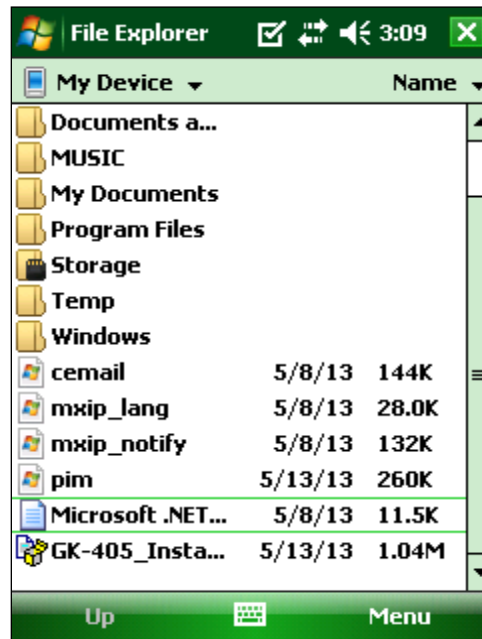 File Explorer 3:09
My Device Name
Documents a...
MUSIC
My Documents
Program Files
Storage
Temp
Windows
cemail 5/8/13 144K
mxip_lang 5/8/13 28.0K
mxip_notify 5/8/13 132K
pim 5/13/13 260K
Microsoft .NET... 5/8/13 11.5K
GK-405_Insta... 5/13/13 1.04M
Up Menu